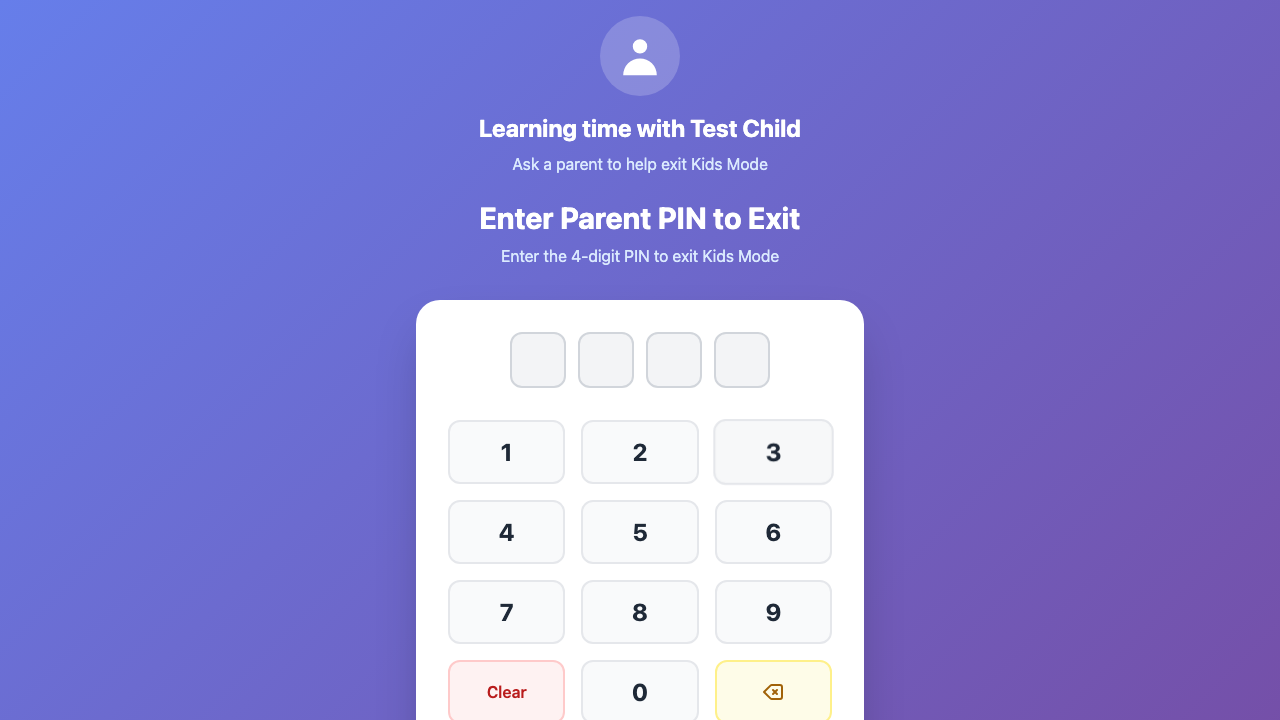 Learning time with Test Child
Ask a parent to help exit Kids Mode
Enter Parent PIN to Exit
Enter the 4-digit PIN to exit Kids Mode
1 2 3
4 5 6
7 8 9
Clear 0